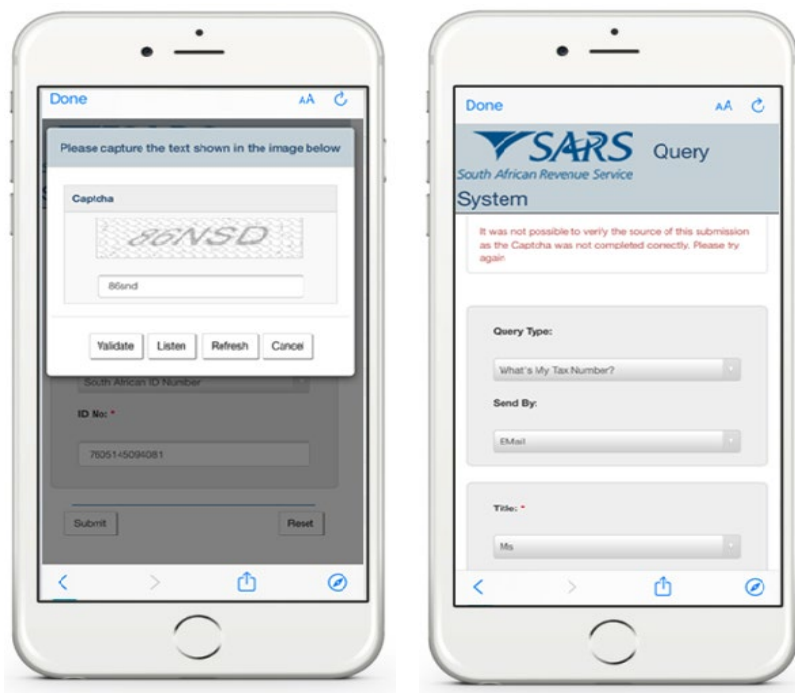 Done
AA
Please capture the text shown in the image below
Captcha
86NSD
86snd
Validate
Listen
Refresh
Cancel
South African ID Number
ID No: *
Submit
Reset
Done
AA
SARS
South African Revenue Service
Query
System
It was not possible to verify the source of this submission
as the Captcha was not completed correctly. Please try
again
Query Type:
What's My Tax Number?
Send By:
EMail
Title: *
Ms